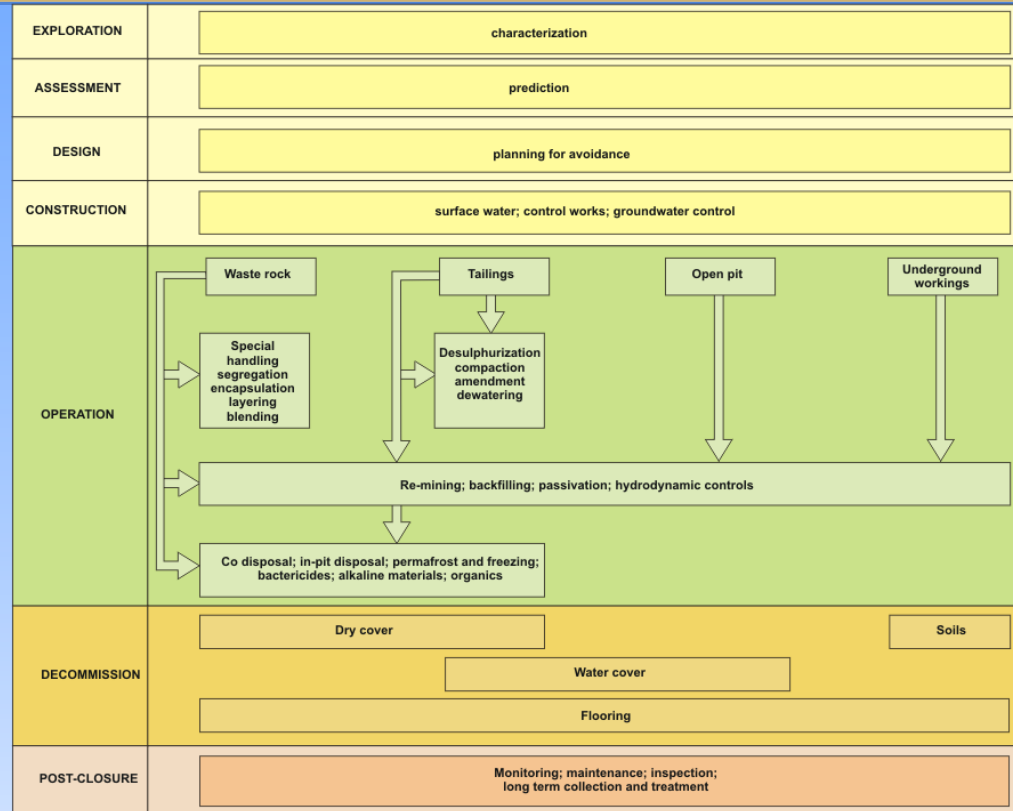 EXPLORATION
characterization
ASSESSMENT
prediction
DESIGN
planning for avoidance
CONSTRUCTION
surface water; control works; groundwater control
OPERATION
Waste rock
Tailings
Open pit
Underground
workings
Special
handling
segregation
encapsulation
layering
blending
Desulphurization
compaction
amendment
dewatering
Re-mining; backfilling; passivation; hydrodynamic controls
Co disposal; in-pit disposal; permafrost and freezing;
bactericides; alkaline materials; organics
DECOMMISSION
Dry cover
Soils
Water cover
Flooring
POST-CLOSURE
Monitoring; maintenance; inspection;
long term collection and treatment